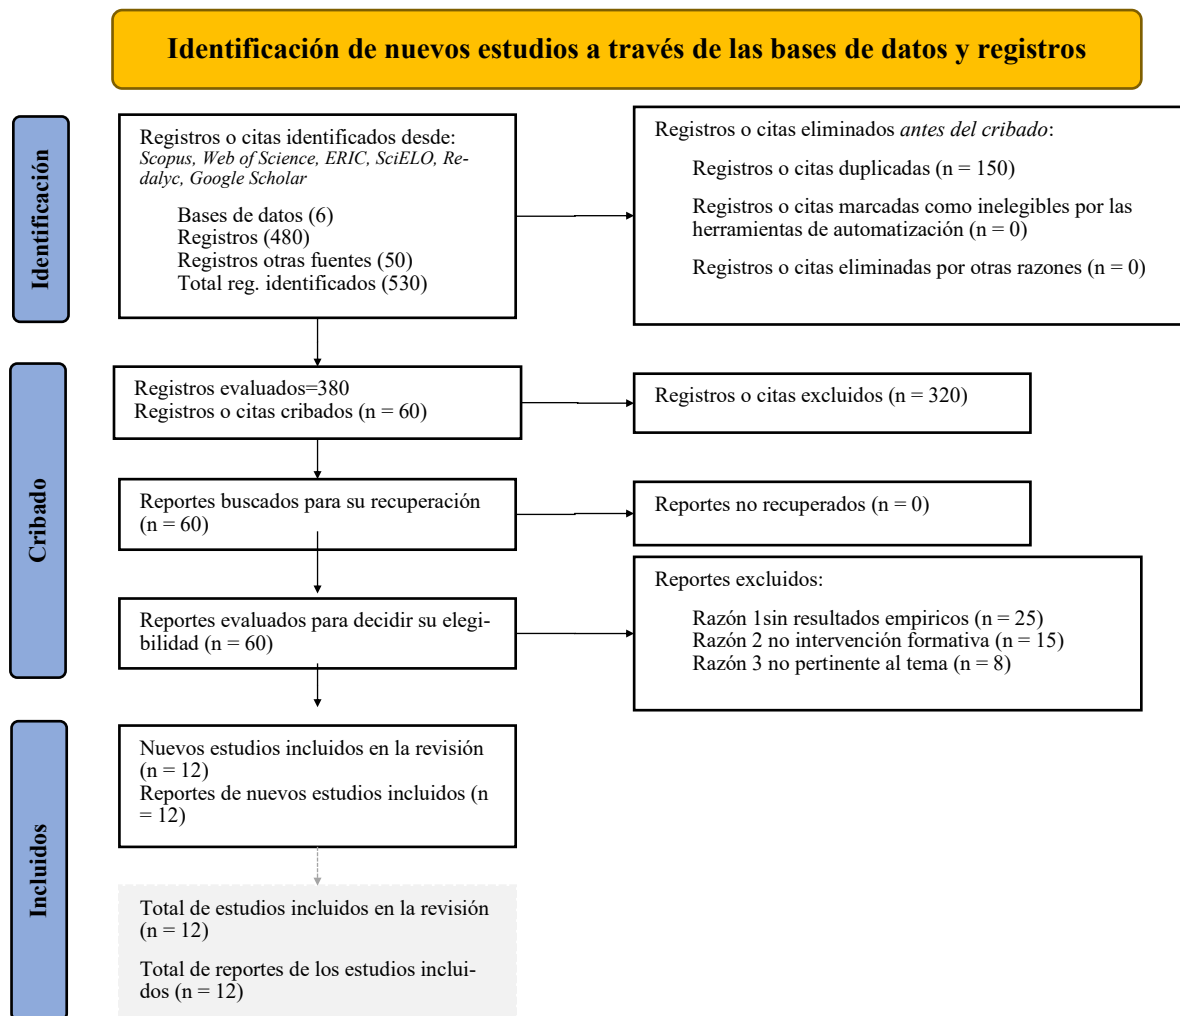 Identificación de nuevos estudios a través de las bases de datos y registros
Identificación
Registros o citas identificados desde:
Scopus, Web of Science, ERIC, SciELO, Re-
dalyc, Google Scholar
Bases de datos (6)
Registros (480)
Registros otras fuentes (50)
Total reg. identificados (530)
Registros o citas eliminados antes del cribado:
Registros o citas duplicadas (n = 150)
Registros o citas marcadas como inelegibles por las
herramientas de automatización (n = 0)
Registros o citas eliminadas por otras razones (n = 0)
Cribado
Registros evaluados=380
Registros o citas cribados (n = 60)
Registros o citas excluidos (n = 320)
Reportes buscados para su recuperación
(n = 60)
Reportes no recuperados (n = 0)
Reportes evaluados para decidir su elegi-
bilidad (n = 60)
Reportes excluidos:
Razón 1sin resultados empiricos (n = 25)
Razón 2 no intervención formativa (n = 15)
Razón 3 no pertinente al tema (n = 8)
Incluidos
Nuevos estudios incluidos en la revisión
(n = 12)
Reportes de nuevos estudios incluidos (n
= 12)
Total de estudios incluidos en la revisión
(n = 12)
Total de reportes de los estudios inclui-
dos (n = 12)